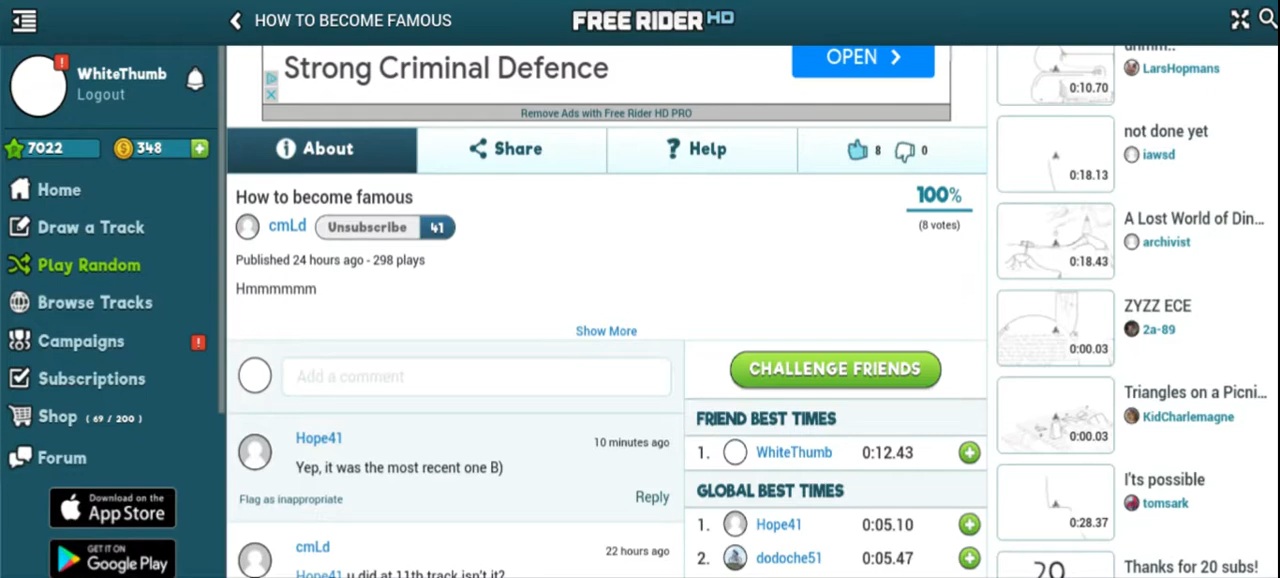 HOW TO BECOME FAMOUS
FREE RIDER HD
WhiteThumb
Logout
7022
348
Home
Draw a Track
Play Random
Browse Tracks
Campaigns
Subscriptions
Shop ( 69 / 200 )
Forum
Download on the
App Store
GET IT ON
Google Play
Strong Criminal Defence
OPEN
Remove Ads with Free Rider HD PRO
About
Share
Help
8
0
How to become famous
100%
cmLd
Unsubscribe 41
(8 votes)
Published 24 hours ago - 298 plays
Hmmmmmm
Show More
Add a comment
Hope41
10 minutes ago
Yep, it was the most recent one B)
Flag as inappropriate
Reply
cmLd
22 hours ago
Hope41 u did at 11th track isn't it?
CHALLENGE FRIENDS
FRIEND BEST TIMES
1. WhiteThumb 0:12.43
GLOBAL BEST TIMES
1. Hope41 0:05.10
2. dodoche51 0:05.47
LarsHopmans
0:10.70
not done yet
iawsd
0:18.13
A Lost World of Din...
archivist
0:18.43
ZYZZ ECE
2a-89
0:00.03
Triangles on a Picni...
KidCharlemagne
0:00.03
I'ts possible
tomsark
0:28.37
Thanks for 20 subs!
20